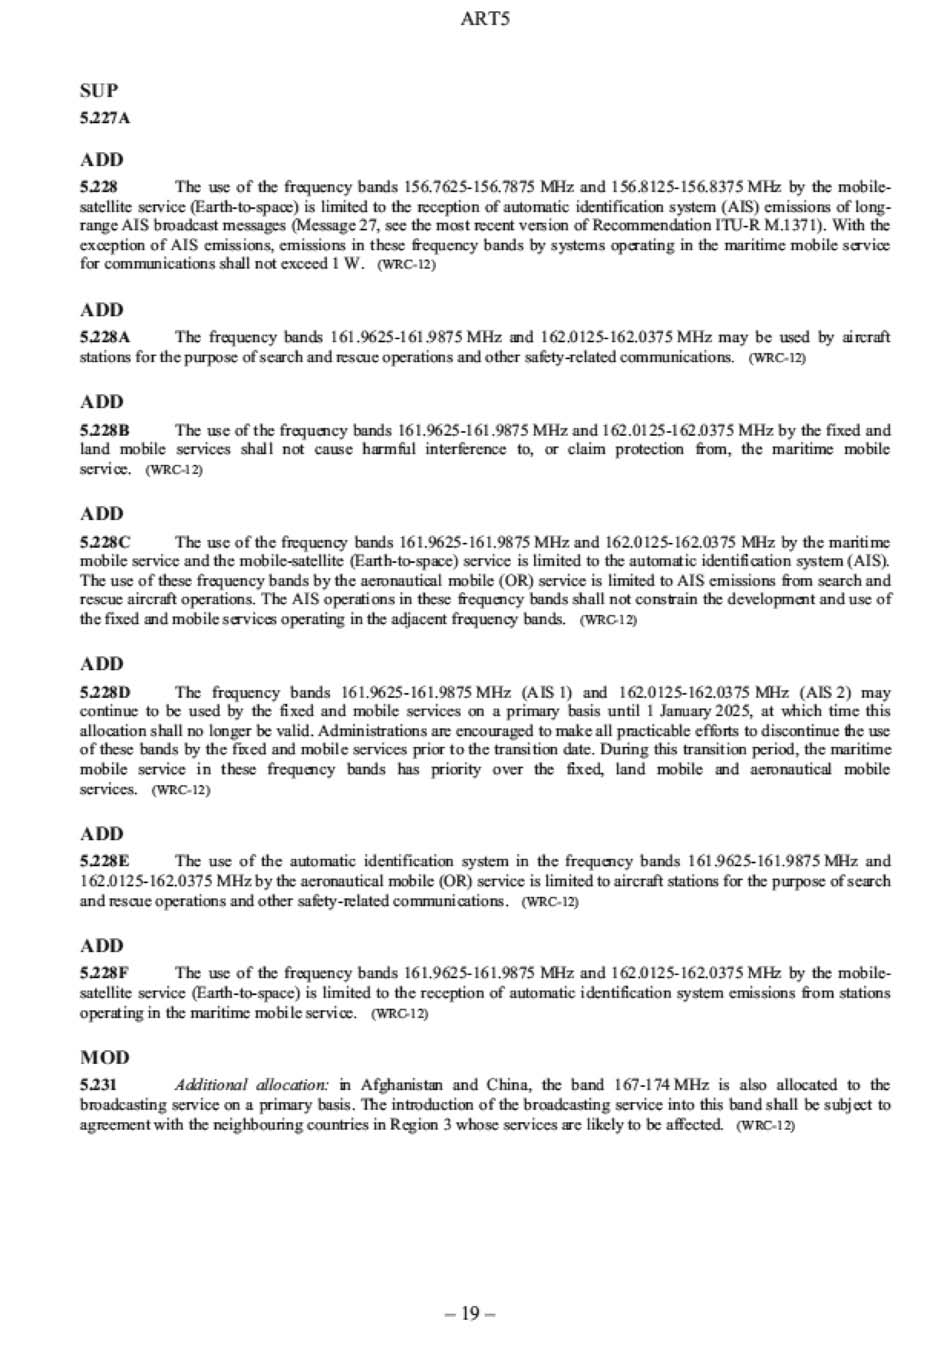 ART5
SUP
5.227A
ADD
5.228 The use of the frequency bands 156.7625-156.7875 MHz and 156.8125-156.8375 MHz by the mobile-
satellite service (Earth-to-space) is limited to the reception of automatic identification system (AIS) emissions of long-
range AIS broadcast messages (Message 27, see the most recent version of Recommendation ITU-R M.1371). With the
exception of AIS emissions, emissions in these frequency bands by systems operating in the maritime mobile service
for communications shall not exceed 1 W. (WRC-12)
ADD
5.228A The frequency bands 161.9625-161.9875 MHz and 162.0125-162.0375 MHz may be used by aircraft
stations for the purpose of search and rescue operations and other safety-related communications. (WRC-12)
ADD
5.228B The use of the frequency bands 161.9625-161.9875 MHz and 162.0125-162.0375 MHz by the fixed and
land mobile services shall not cause harmful interference to, or claim protection from, the maritime mobile
service. (WRC-12)
ADD
5.228C The use of the frequency bands 161.9625-161.9875 MHz and 162.0125-162.0375 MHz by the maritime
mobile service and the mobile-satellite (Earth-to-space) service is limited to the automatic identification system (AIS).
The use of these frequency bands by the aeronautical mobile (OR) service is limited to AIS emissions from search and
rescue aircraft operations. The AIS operations in these frequency bands shall not constrain the development and use of
the fixed and mobile services operating in the adjacent frequency bands. (WRC-12)
ADD
5.228D The frequency bands 161.9625-161.9875 MHz (AIS 1) and 162.0125-162.0375 MHz (AIS 2) may
continue to be used by the fixed and mobile services on a primary basis until 1 January 2025, at which time this
allocation shall no longer be valid. Administrations are encouraged to make all practicable efforts to discontinue the use
of these bands by the fixed and mobile services prior to the transition date. During this transition period, the maritime
mobile service in these frequency bands has priority over the fixed, land mobile and aeronautical mobile
services. (WRC-12)
ADD
5.228E The use of the automatic identification system in the frequency bands 161.9625-161.9875 MHz and
162.0125-162.0375 MHz by the aeronautical mobile (OR) service is limited to aircraft stations for the purpose of search
and rescue operations and other safety-related communications. (WRC-12)
ADD
5.228F The use of the frequency bands 161.9625-161.9875 MHz and 162.0125-162.0375 MHz by the mobile-
satellite service (Earth-to-space) is limited to the reception of automatic identification system emissions from stations
operating in the maritime mobile service. (WRC-12)
MOD
5.231 Additional allocation: in Afghanistan and China, the band 167-174 MHz is also allocated to the
broadcasting service on a primary basis. The introduction of the broadcasting service into this band shall be subject to
agreement with the neighbouring countries in Region 3 whose services are likely to be affected. (WRC-12)
– 19 –